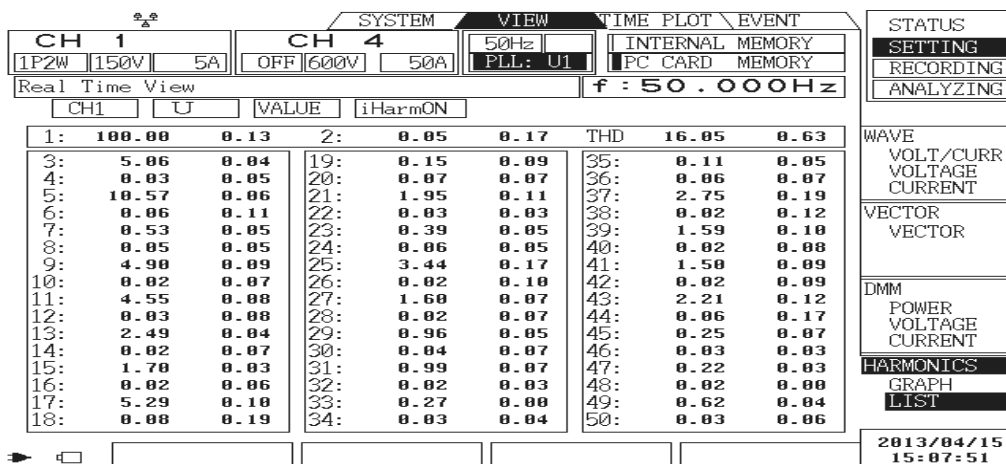 SYSTEM VIEW TIME PLOT EVENT
CH 1 CH 4 50Hz INTERNAL MEMORY
1P2W 150V 5A OFF 600V 50A PLL: U1 PC CARD MEMORY
Real Time View f:50.000Hz
CH1 U VALUE iHarmON
1: 100.00 0.13 2: 0.05 0.17 THD 16.05 0.63
3: 5.06 0.04 19: 0.15 0.09 35: 0.11 0.05
4: 0.03 0.05 20: 0.07 0.07 36: 0.06 0.07
5: 10.57 0.06 21: 1.95 0.11 37: 2.75 0.19
6: 0.06 0.11 22: 0.03 0.03 38: 0.02 0.12
7: 0.53 0.05 23: 0.39 0.05 39: 1.59 0.10
8: 0.05 0.05 24: 0.06 0.05 40: 0.02 0.08
9: 4.90 0.09 25: 3.44 0.17 41: 1.50 0.09
10: 0.02 0.07 26: 0.02 0.10 42: 0.02 0.09
11: 4.55 0.08 27: 1.60 0.07 43: 2.21 0.12
12: 0.03 0.08 28: 0.02 0.07 44: 0.06 0.17
13: 2.49 0.04 29: 0.96 0.05 45: 0.25 0.07
14: 0.02 0.07 30: 0.04 0.07 46: 0.03 0.03
15: 1.70 0.03 31: 0.99 0.07 47: 0.22 0.03
16: 0.02 0.06 32: 0.02 0.03 48: 0.02 0.00
17: 5.29 0.10 33: 0.27 0.00 49: 0.62 0.04
18: 0.08 0.19 34: 0.03 0.04 50: 0.03 0.06
STATUS
SETTING
RECORDING
ANALYZING
WAVE
VOLT/CURR
VOLTAGE
CURRENT
VECTOR
VECTOR
DMM
POWER
VOLTAGE
CURRENT
HARMONICS
GRAPH
LIST
2013/04/15
15:07:51